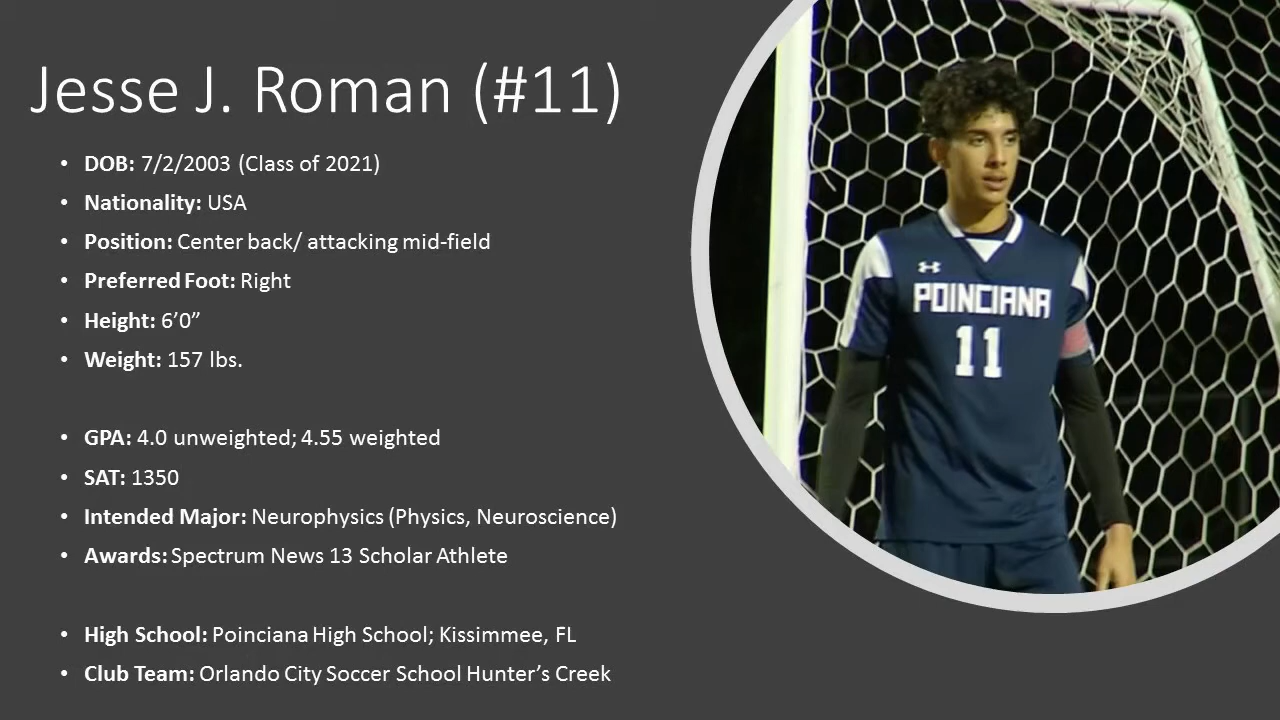 Jesse J. Roman (#11)
• DOB: 7/2/2003 (Class of 2021)
• Nationality: USA
• Position: Center back/ attacking mid-field
• Preferred Foot: Right
• Height: 6’0”
• Weight: 157 lbs.
• GPA: 4.0 unweighted; 4.55 weighted
• SAT: 1350
• Intended Major: Neurophysics (Physics, Neuroscience)
• Awards: Spectrum News 13 Scholar Athlete
• High School: Poinciana High School; Kissimmee, FL
• Club Team: Orlando City Soccer School Hunter’s Creek
POINCIANA
11